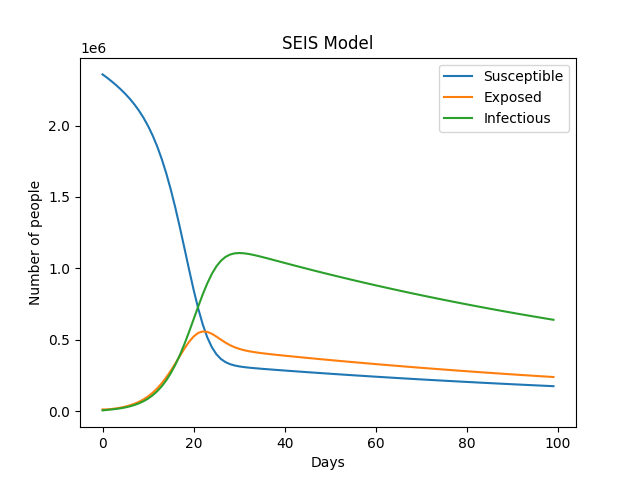 SEIS Model
1e6
Susceptible
Exposed
Infectious
Number of people
2.0
1.5
1.0
0.5
0.0
0 20 40 60 80 100
Days